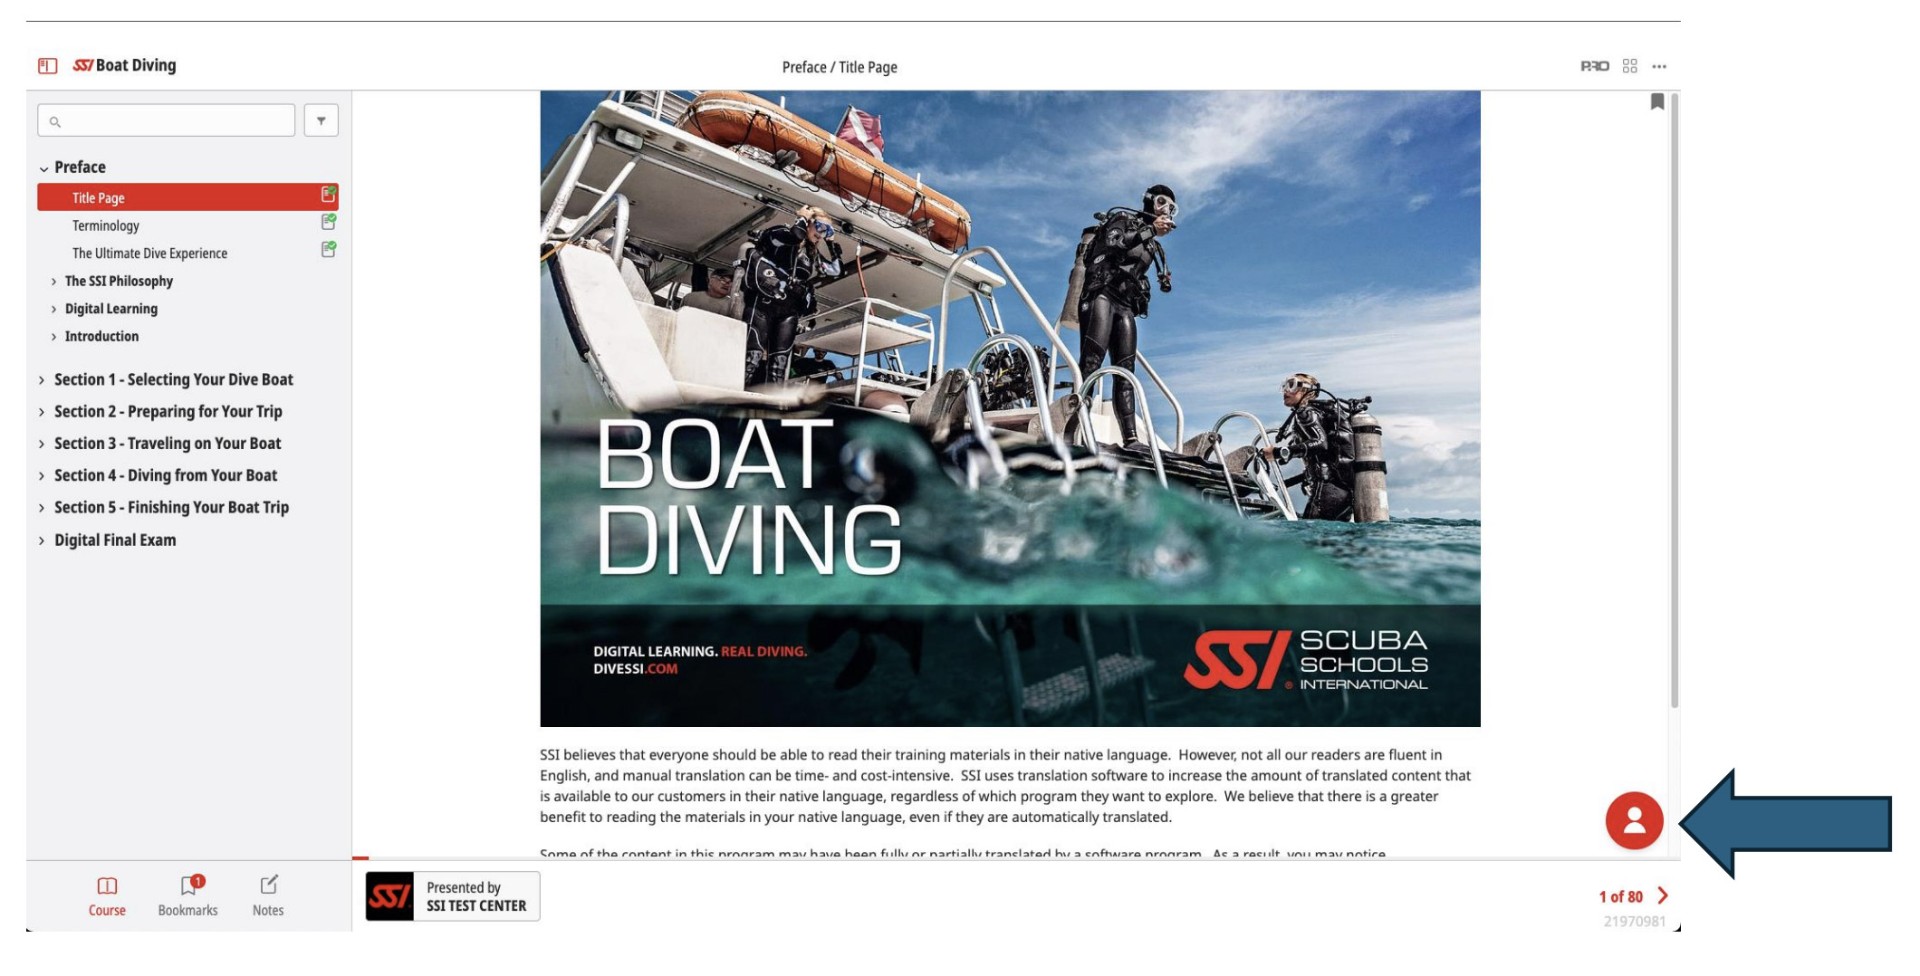 SSI Boat Diving
Preface / Title Page
PRO
Preface
Title Page
Terminology
The Ultimate Dive Experience
The SSI Philosophy
Digital Learning
Introduction
Section 1 - Selecting Your Dive Boat
Section 2 - Preparing for Your Trip
Section 3 - Traveling on Your Boat
Section 4 - Diving from Your Boat
Section 5 - Finishing Your Boat Trip
Digital Final Exam
BOAT
DIVING
DIGITAL LEARNING. REAL DIVING.
DIVESSI.COM
SSI ® SCUBA
SCHOOLS
INTERNATIONAL
SSI believes that everyone should be able to read their training materials in their native language. However, not all our readers are fluent in
English, and manual translation can be time- and cost-intensive. SSI uses translation software to increase the amount of translated content that
is available to our customers in their native language, regardless of which program they want to explore. We believe that there is a greater
benefit to reading the materials in your native language, even if they are automatically translated.
Some of the content in this program may have been fully or partially translated by a software program. As a result, you may notice
Course
1
Bookmarks
Notes
SSI
Presented by
SSI TEST CENTER
1 of 80
21970981